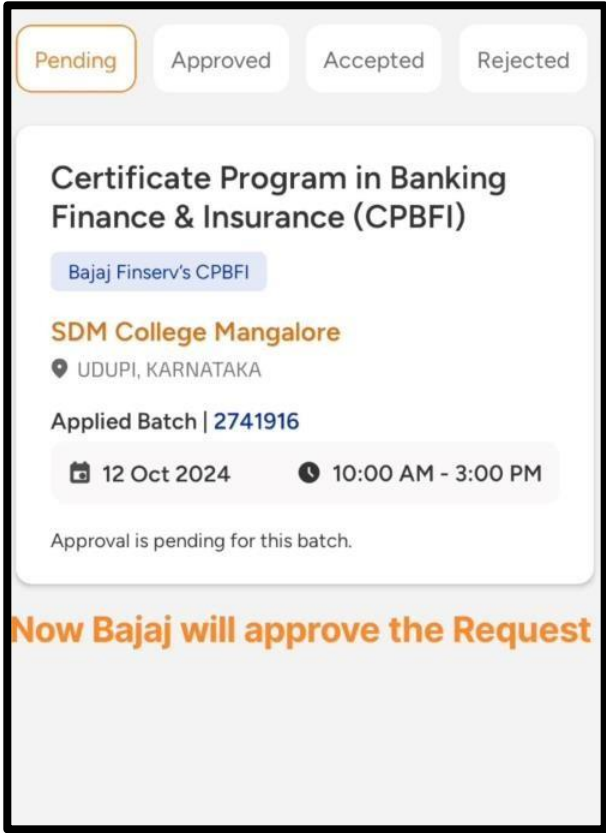 Pending Approved Accepted Rejected
Certificate Program in Banking
Finance & Insurance (CPBFI)
Bajaj Finserv's CPBFI
SDM College Mangalore
UDUPI, KARNATAKA
Applied Batch | 2741916
12 Oct 2024 10:00 AM - 3:00 PM
Approval is pending for this batch.
Now Bajaj will approve the Request